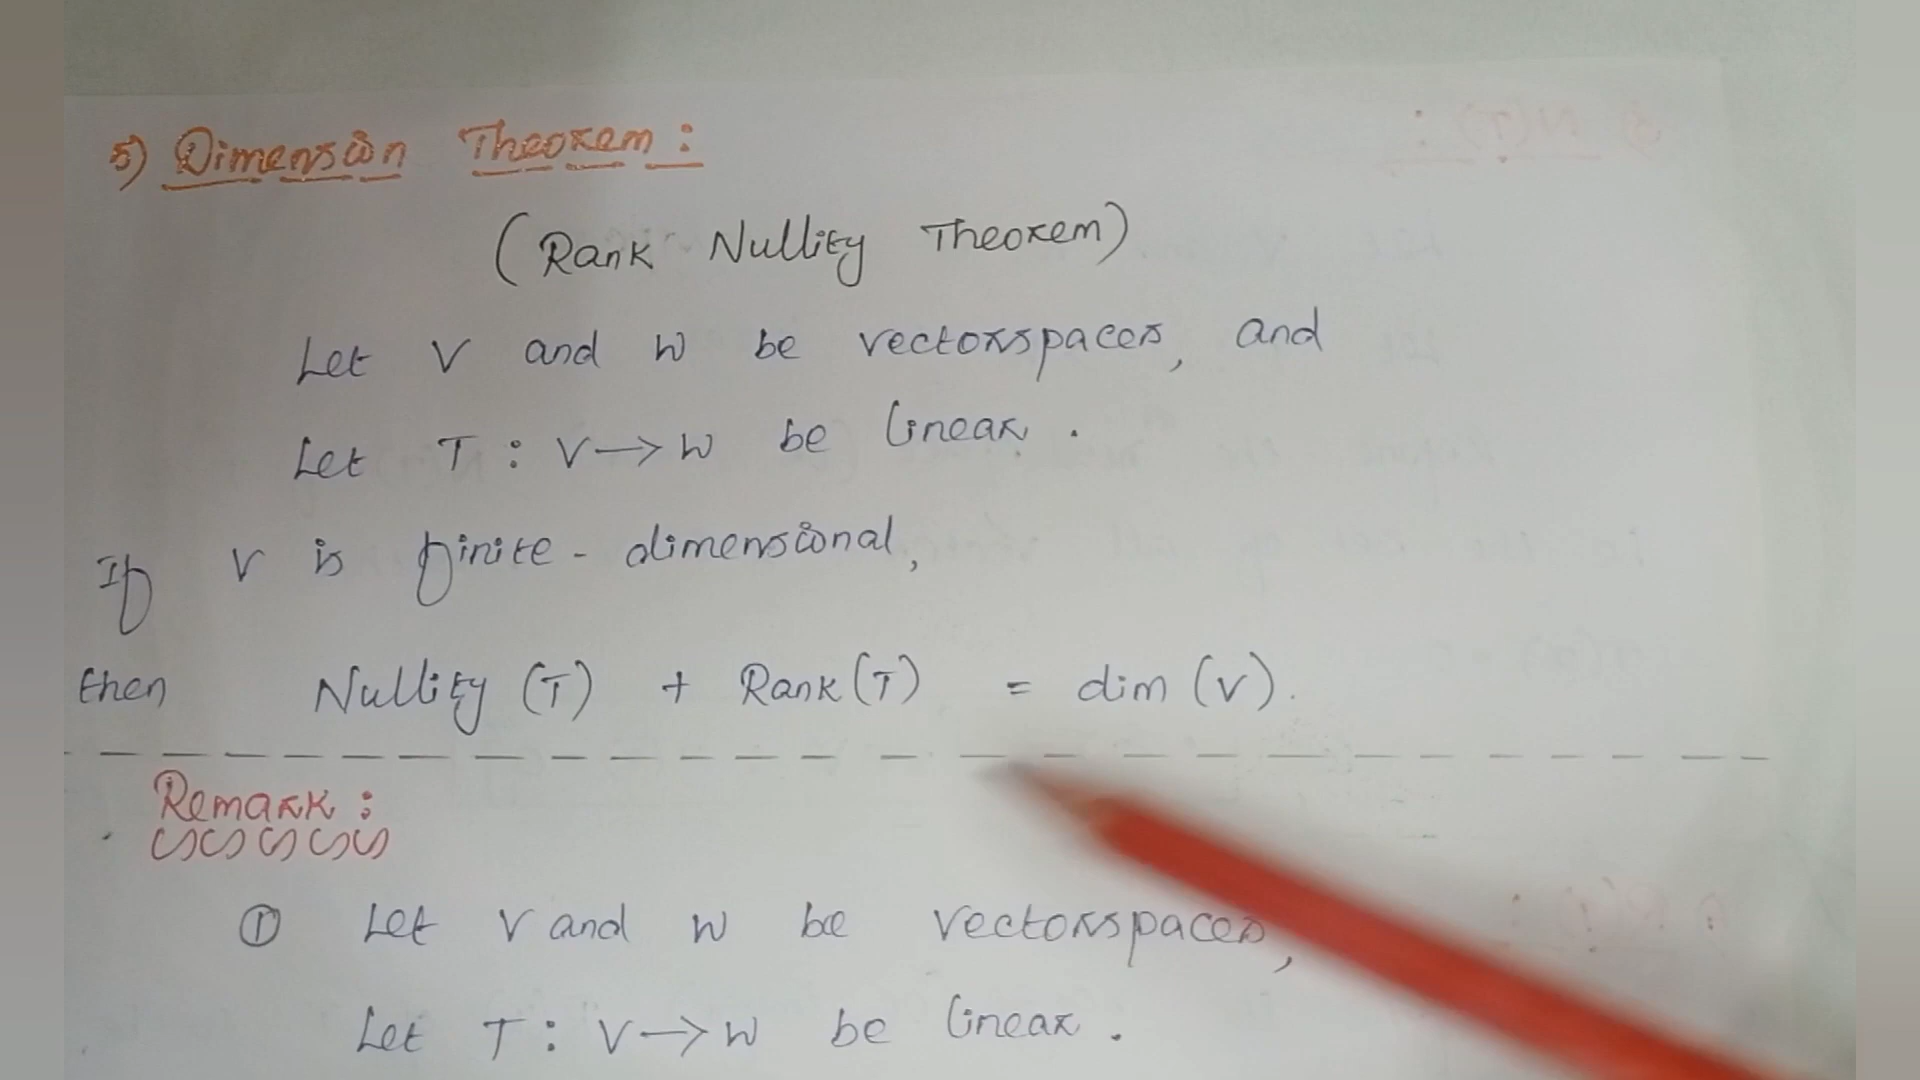 5) Dimension Theorem :
(Rank Nullity Theorem)
Let V and W be vectorspaces, and
Let T : V → W be linear .
If V is finite - dimensional,
then Nullity (T) + Rank (T) = dim (V).
Remark :
① Let V and W be vectorspaces,
Let T : V → W be linear .